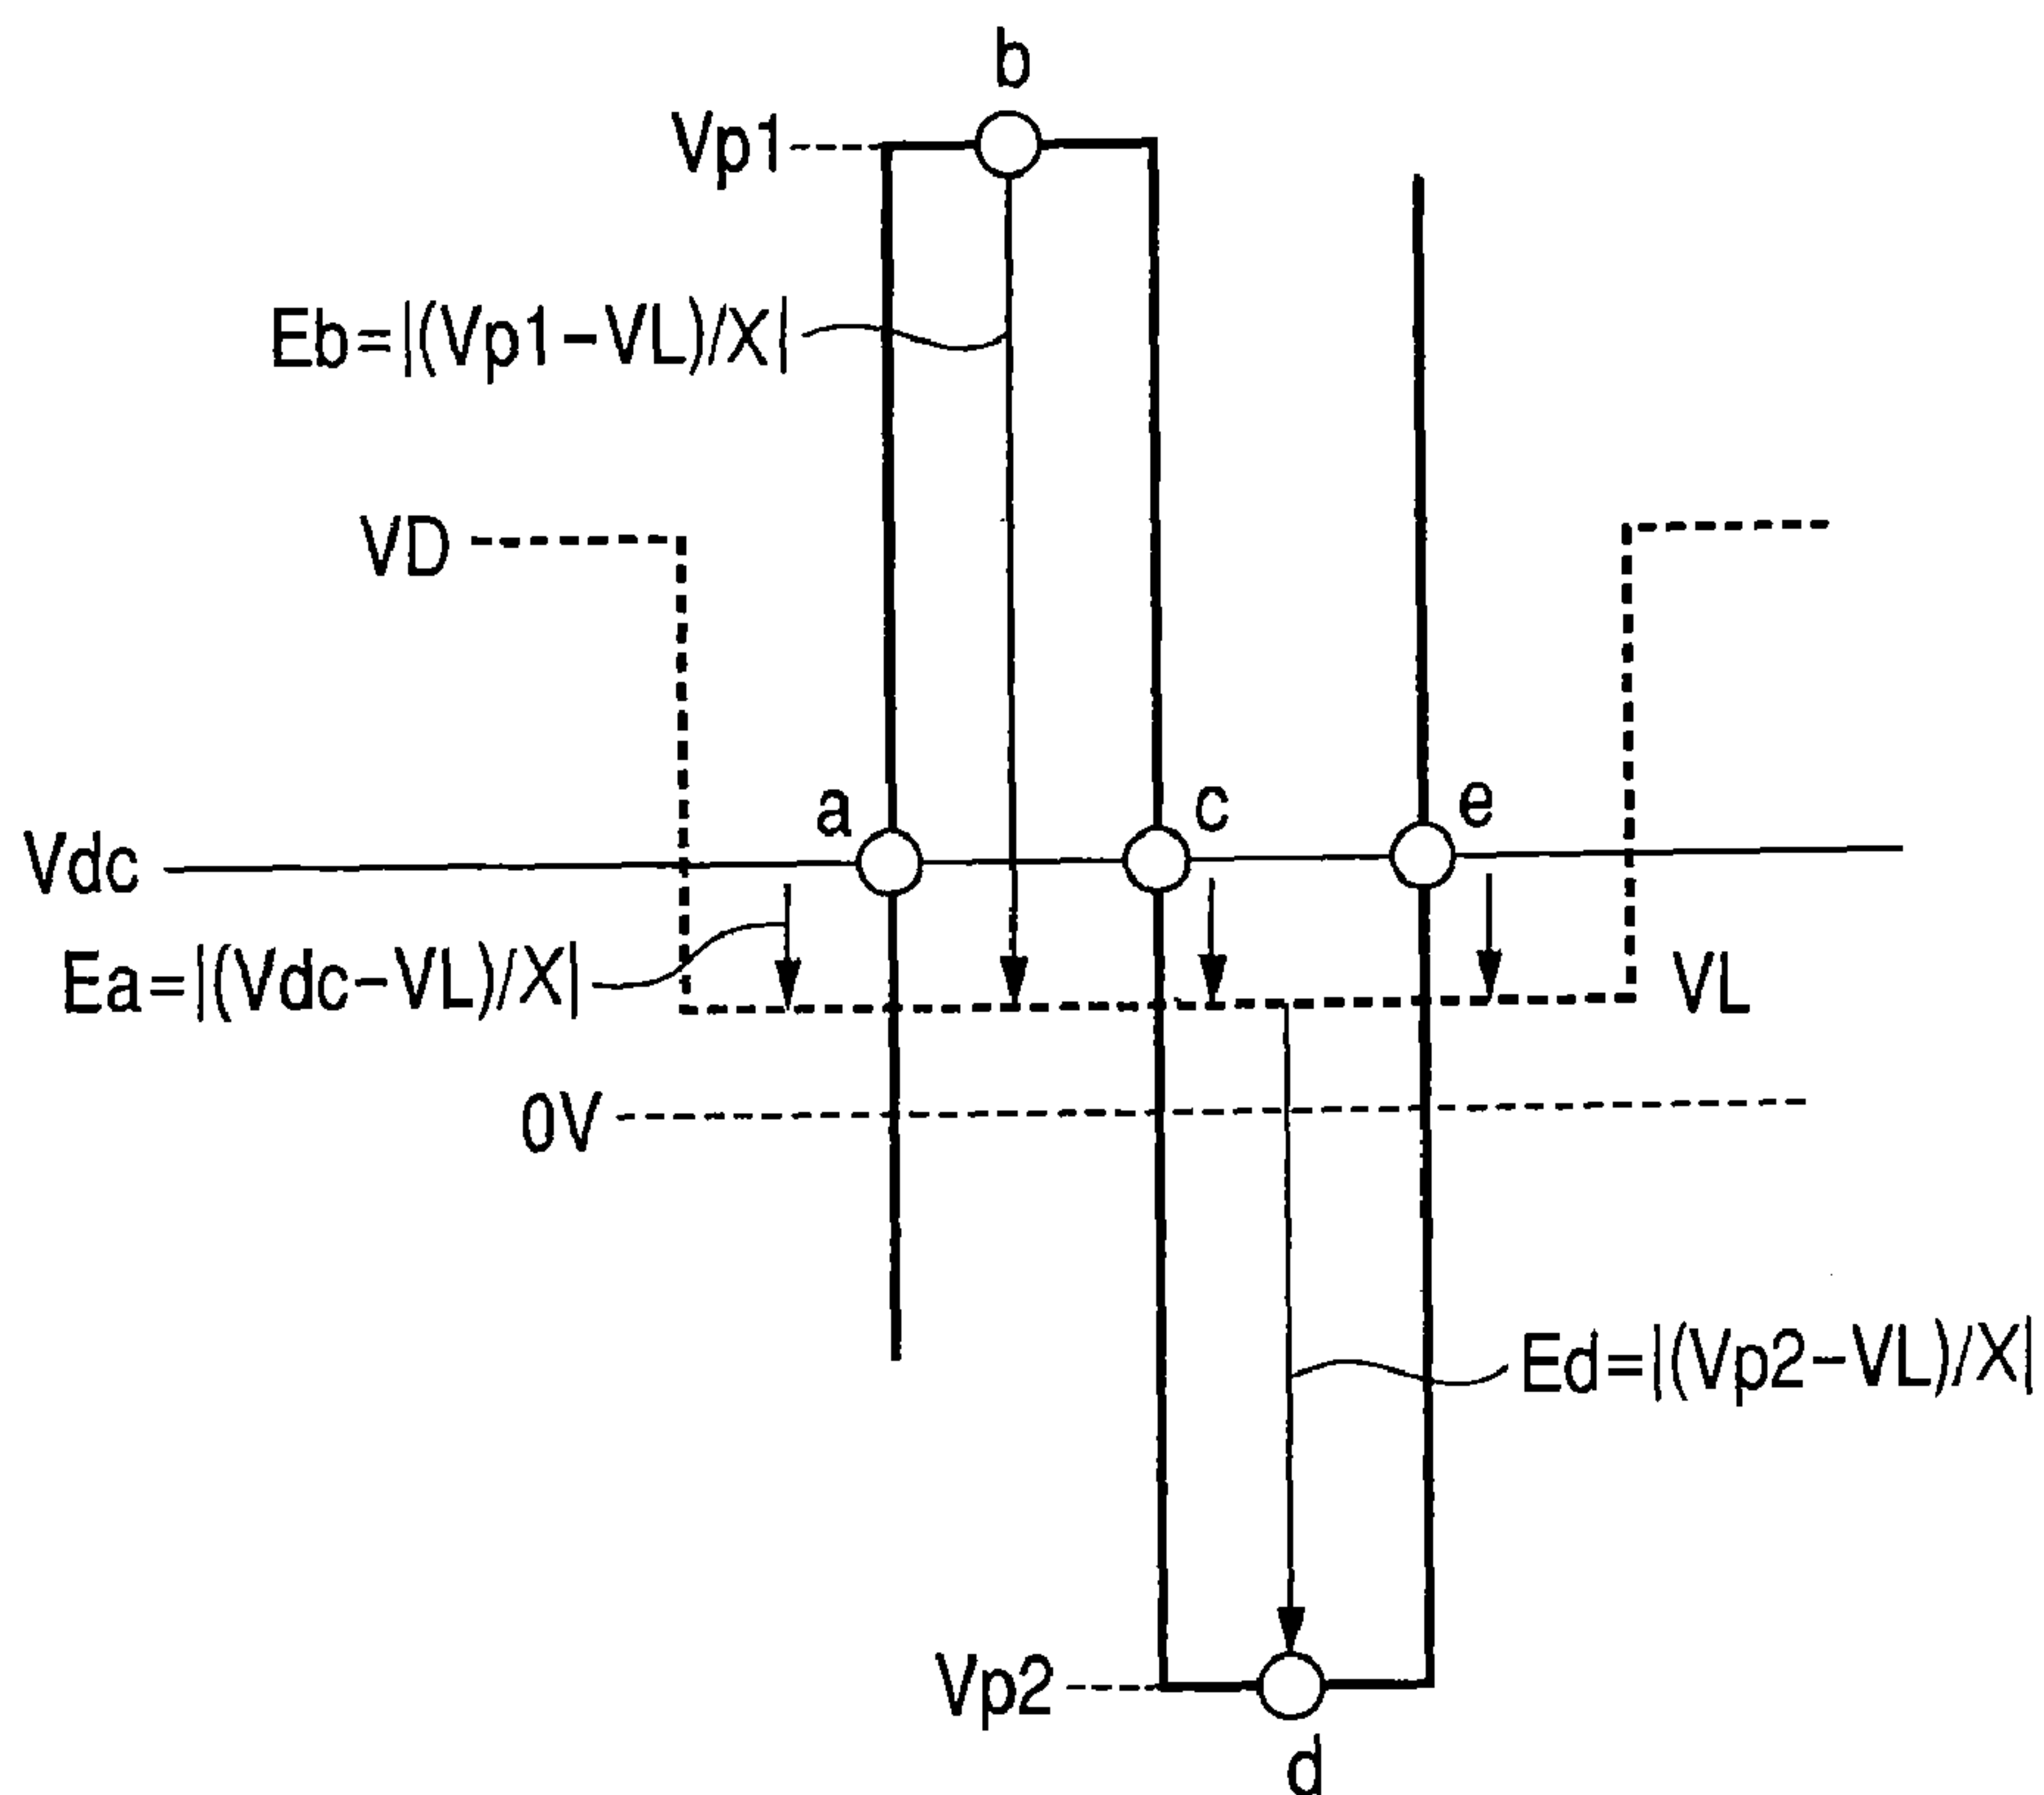 b
Vp1
Eb=|(Vp1-VL)/X|
VD
a
c
e
Vdc
Ea=|(Vdc-VL)/X|
VL
0V
Ed=|(Vp2-VL)/X|
Vp2
d